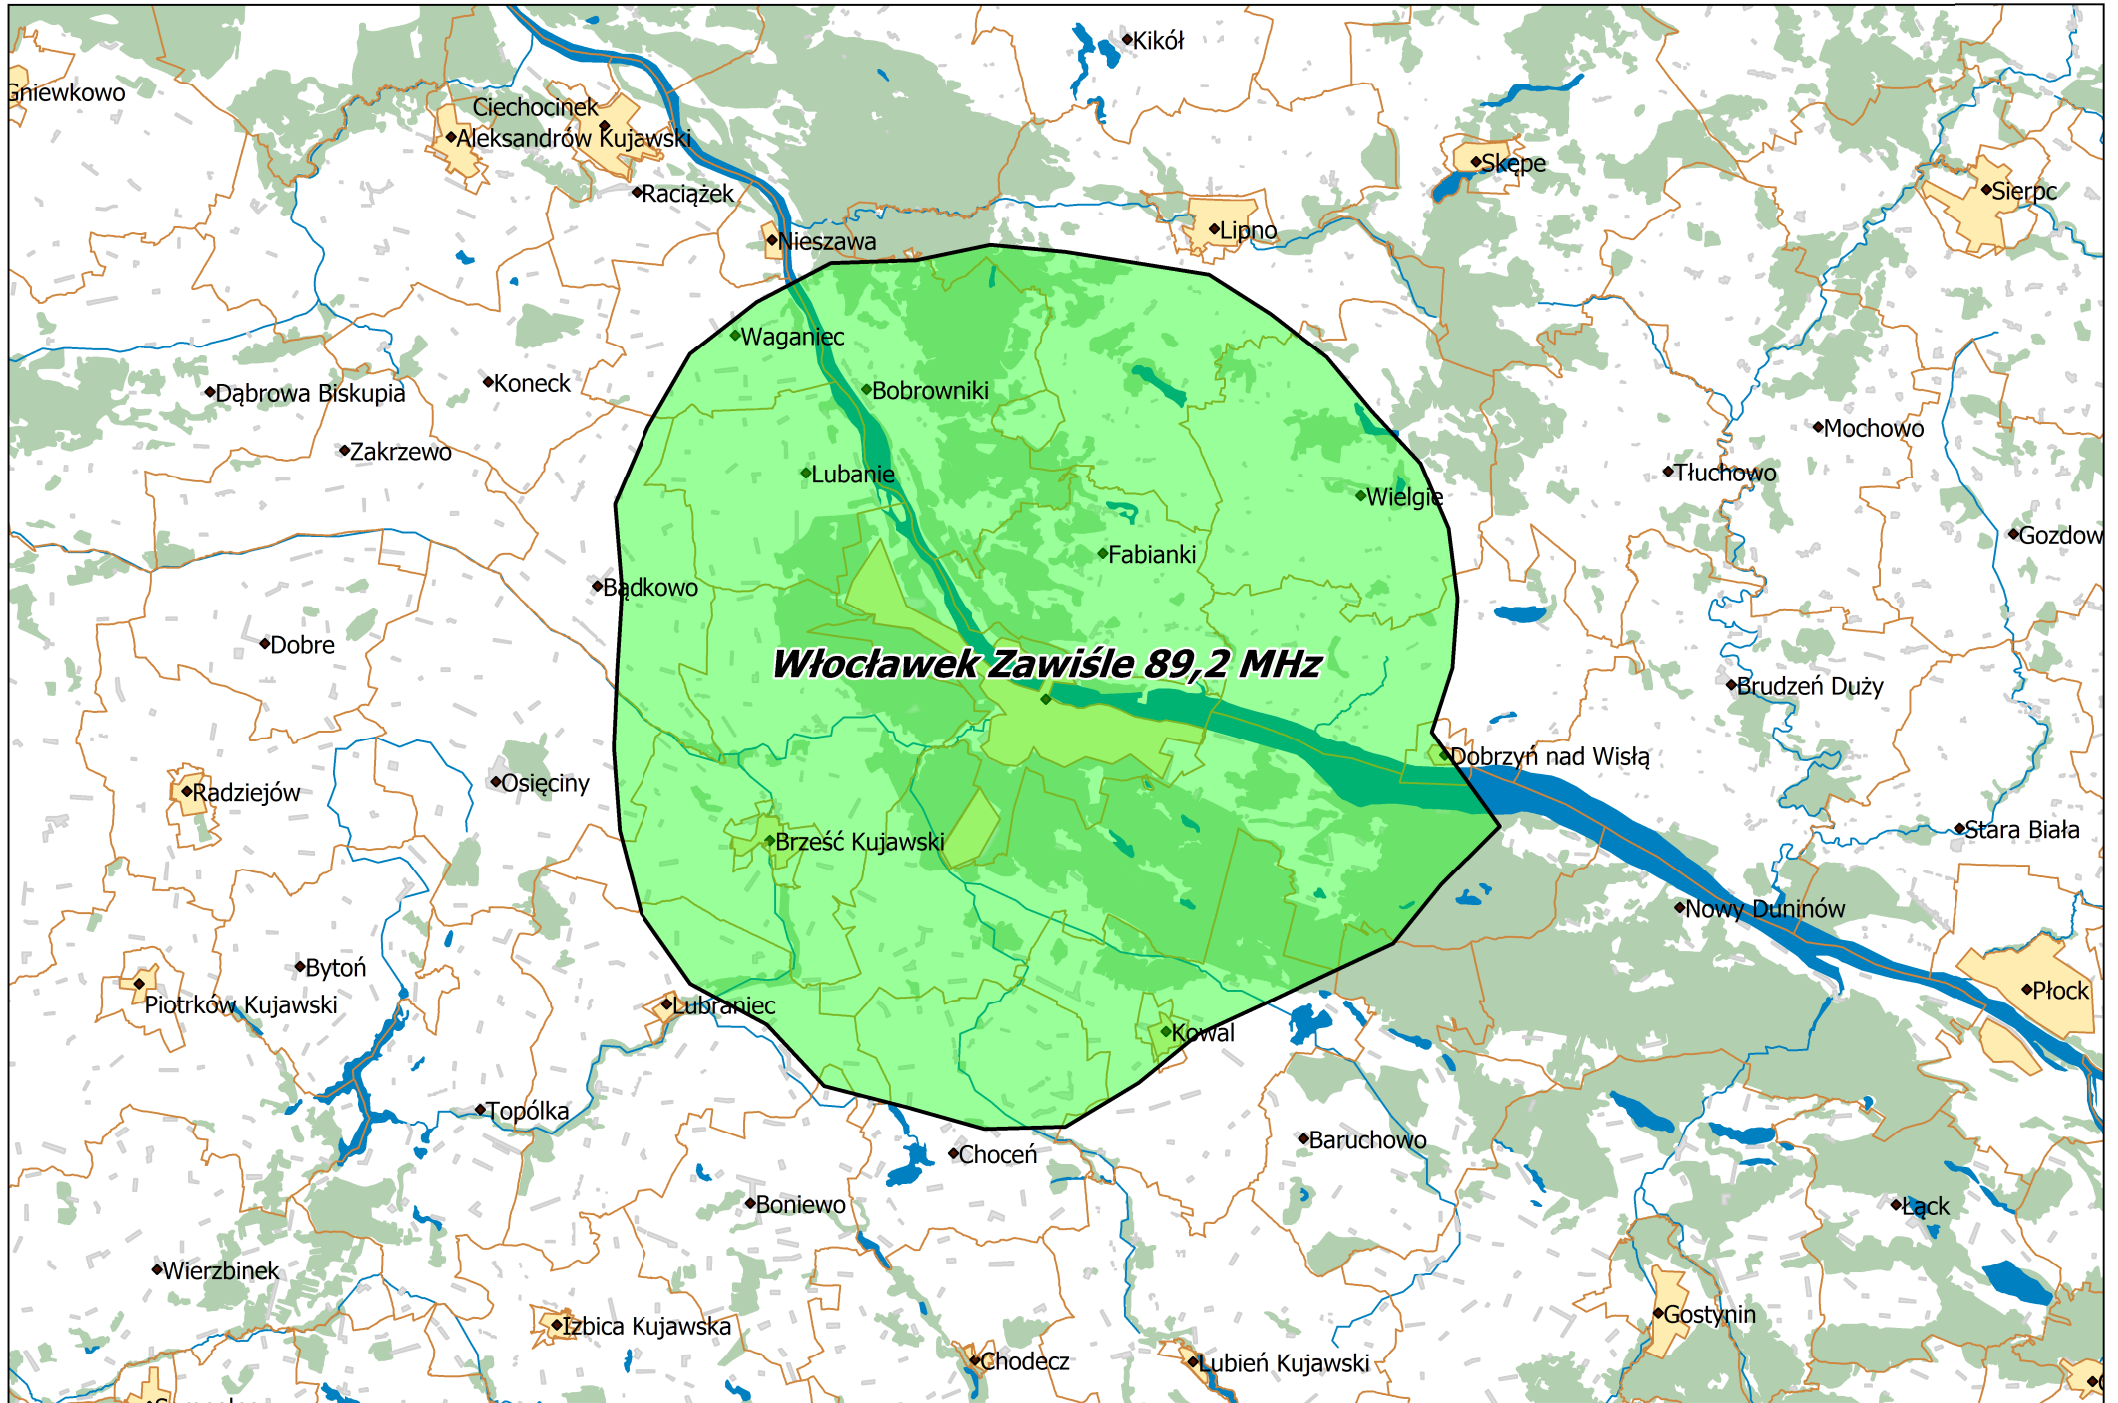 Kikół
Gniewkowo
Ciechocinek
Aleksandrów Kujawski
Skępe
Raciążek
Sierpc
Lipno
Nieszawa
Waganiec
Koneck
Bobrowniki
Dąbrowa Biskupia
Mochowo
Zakrzewo
Lubanie
Tłuchowo
Wielgie
Gozdow
Fabianki
Bądkowo
Dobre
Włocławek Zawiśle 89,2 MHz
Brudzeń Duży
Dobrzyń nad Wisłą
Osięciny
Radziejów
Stara Biała
Brześć Kujawski
Nowy Duninów
Bytoń
Płock
Piotrków Kujawski
Lubraniec
Kowal
Topólka
Baruchowo
Choceń
Boniewo
Łąck
Wierzbinek
Gostynin
Izbica Kujawska
Chodecz
Lubień Kujawski